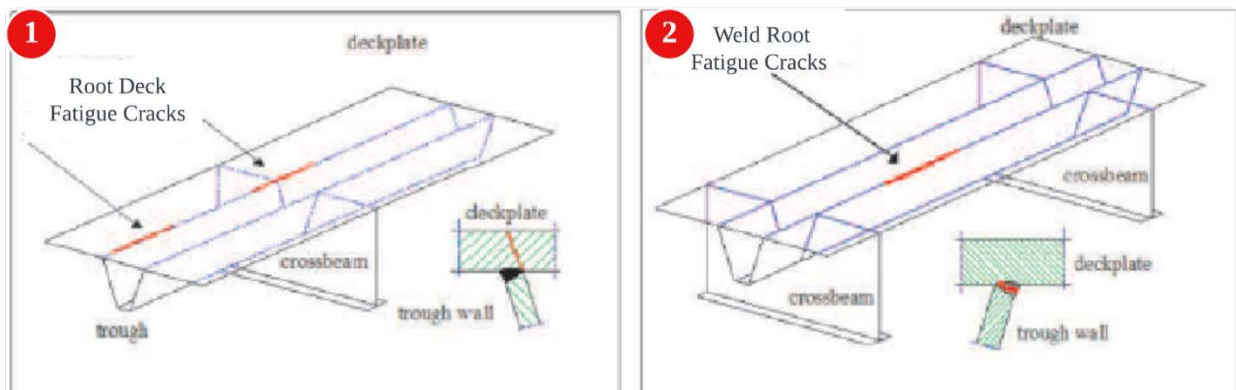 1
deckplate
Root Deck
Fatigue Cracks
deckplate
crossbeam
trough wall
trough
2
Weld Root
Fatigue Cracks
deckplate
crossbeam
deckplate
crossbeam
trough wall